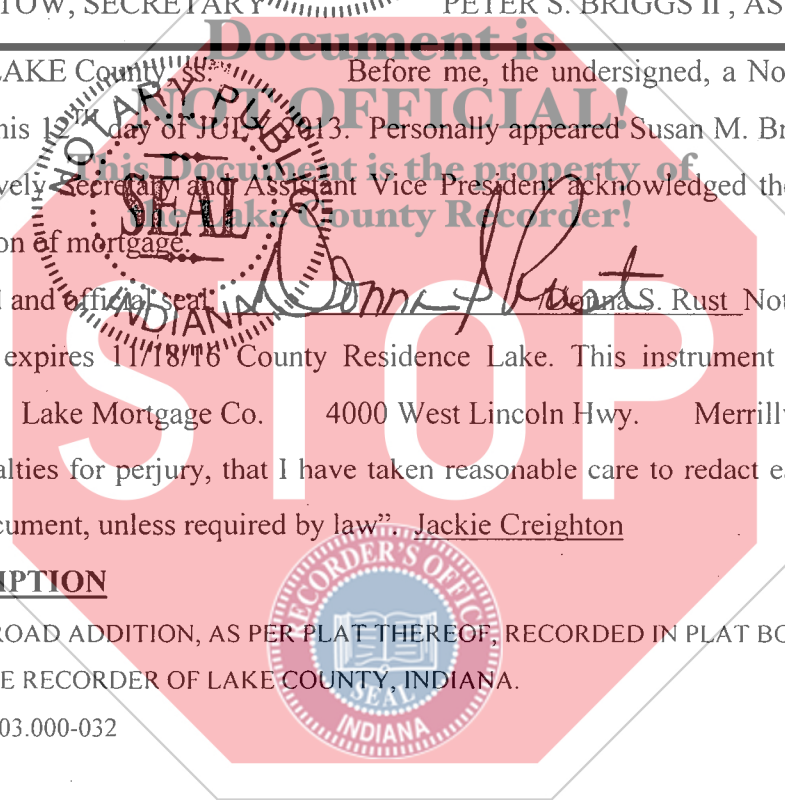 TOW, SECRETARY PETER S. BRIGGS II , AS
Document is
LAKE County, ss: Before me, the undersigned, a No
NOT OFFICIAL!
his 12TH day of JULY 2013. Personally appeared Susan M. Br
This Document is the property of
vely Secretary and Assistant Vice President acknowledged the
the Lake County Recorder!
on of mortgage.
NOTARY PUBLIC
SEAL
INDIANA
d and official seal Donna S Rust /Donna S. Rust Not
expires 11/18/16 County Residence Lake. This instrument
STOP
Lake Mortgage Co. 4000 West Lincoln Hwy. Merrillv
alties for perjury, that I have taken reasonable care to redact ea
cument, unless required by law”. Jackie Creighton
IPTION
ROAD ADDITION, AS PER PLAT THEREOF, RECORDED IN PLAT BO
E RECORDER OF LAKE COUNTY, INDIANA.
03.000-032
RECORDER'S OFFICE
SEAL
INDIANA